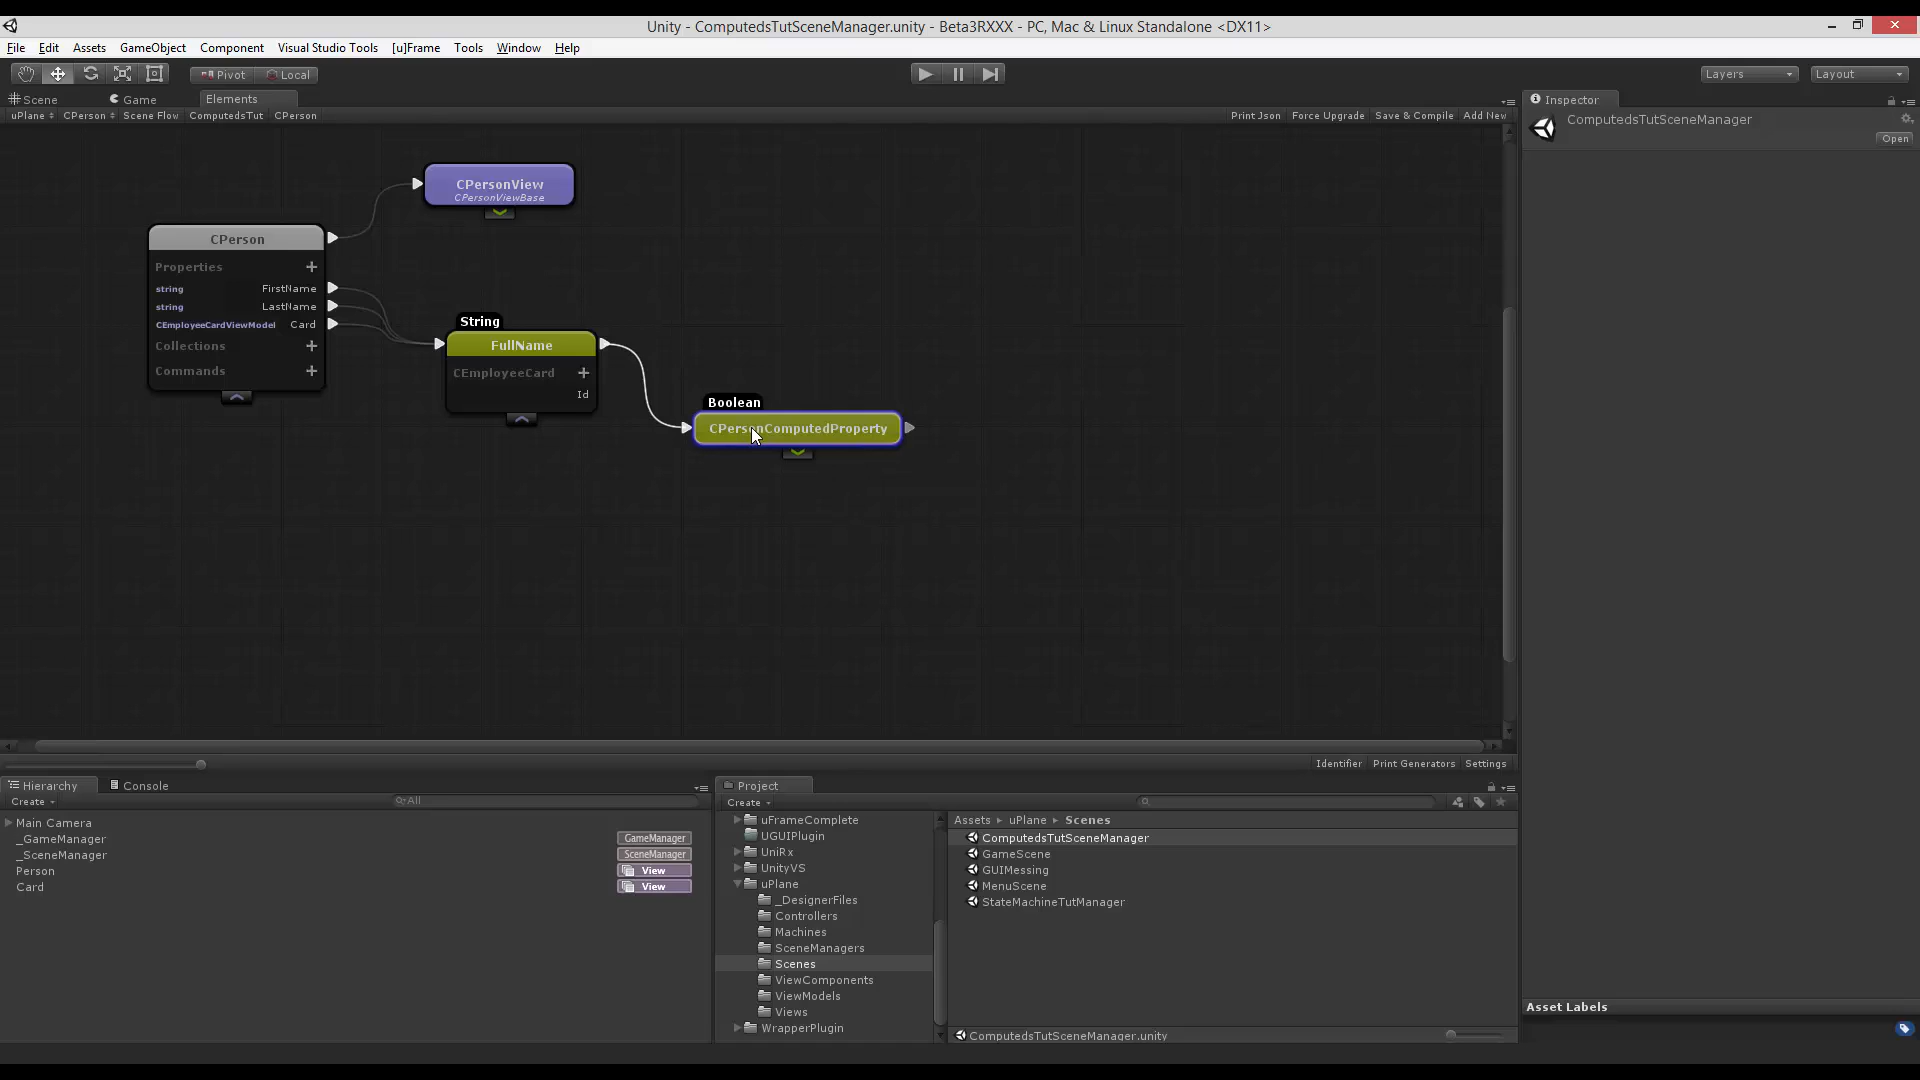 Unity - ComputedsTutSceneManager.unity - Beta3RXXX - PC, Mac & Linux Standalone <DX11>
File Edit Assets GameObject Component Visual Studio Tools [u]Frame Tools Window Help
Pivot Local Layers Layout
Scene Game Elements
uPlane CPerson Scene Flow ComputedsTut CPerson Print Json Force Upgrade Save & Compile Add New
CPersonView
CPersonViewBase
CPerson
Properties
string FirstName
string LastName
CEmployeeCardViewModel Card
Collections
Commands
String
FullName
CEmployeeCard
Id
Boolean
CPersonComputedProperty
Identifier Print Generators Settings
Inspector
ComputedsTutSceneManager
Open
Hierarchy Console
Create All
Main Camera
_GameManager GameManager
_SceneManager SceneManager
Person View
Card View
Project
Create
uFrameComplete
UGUIPlugin
UniRx
UnityVS
uPlane
_DesignerFiles
Controllers
Machines
SceneManagers
Scenes
ViewComponents
ViewModels
Views
WrapperPlugin
Assets uPlane Scenes
ComputedsTutSceneManager
GameScene
GUIMessing
MenuScene
StateMachineTutManager
ComputedsTutSceneManager.unity
Asset Labels